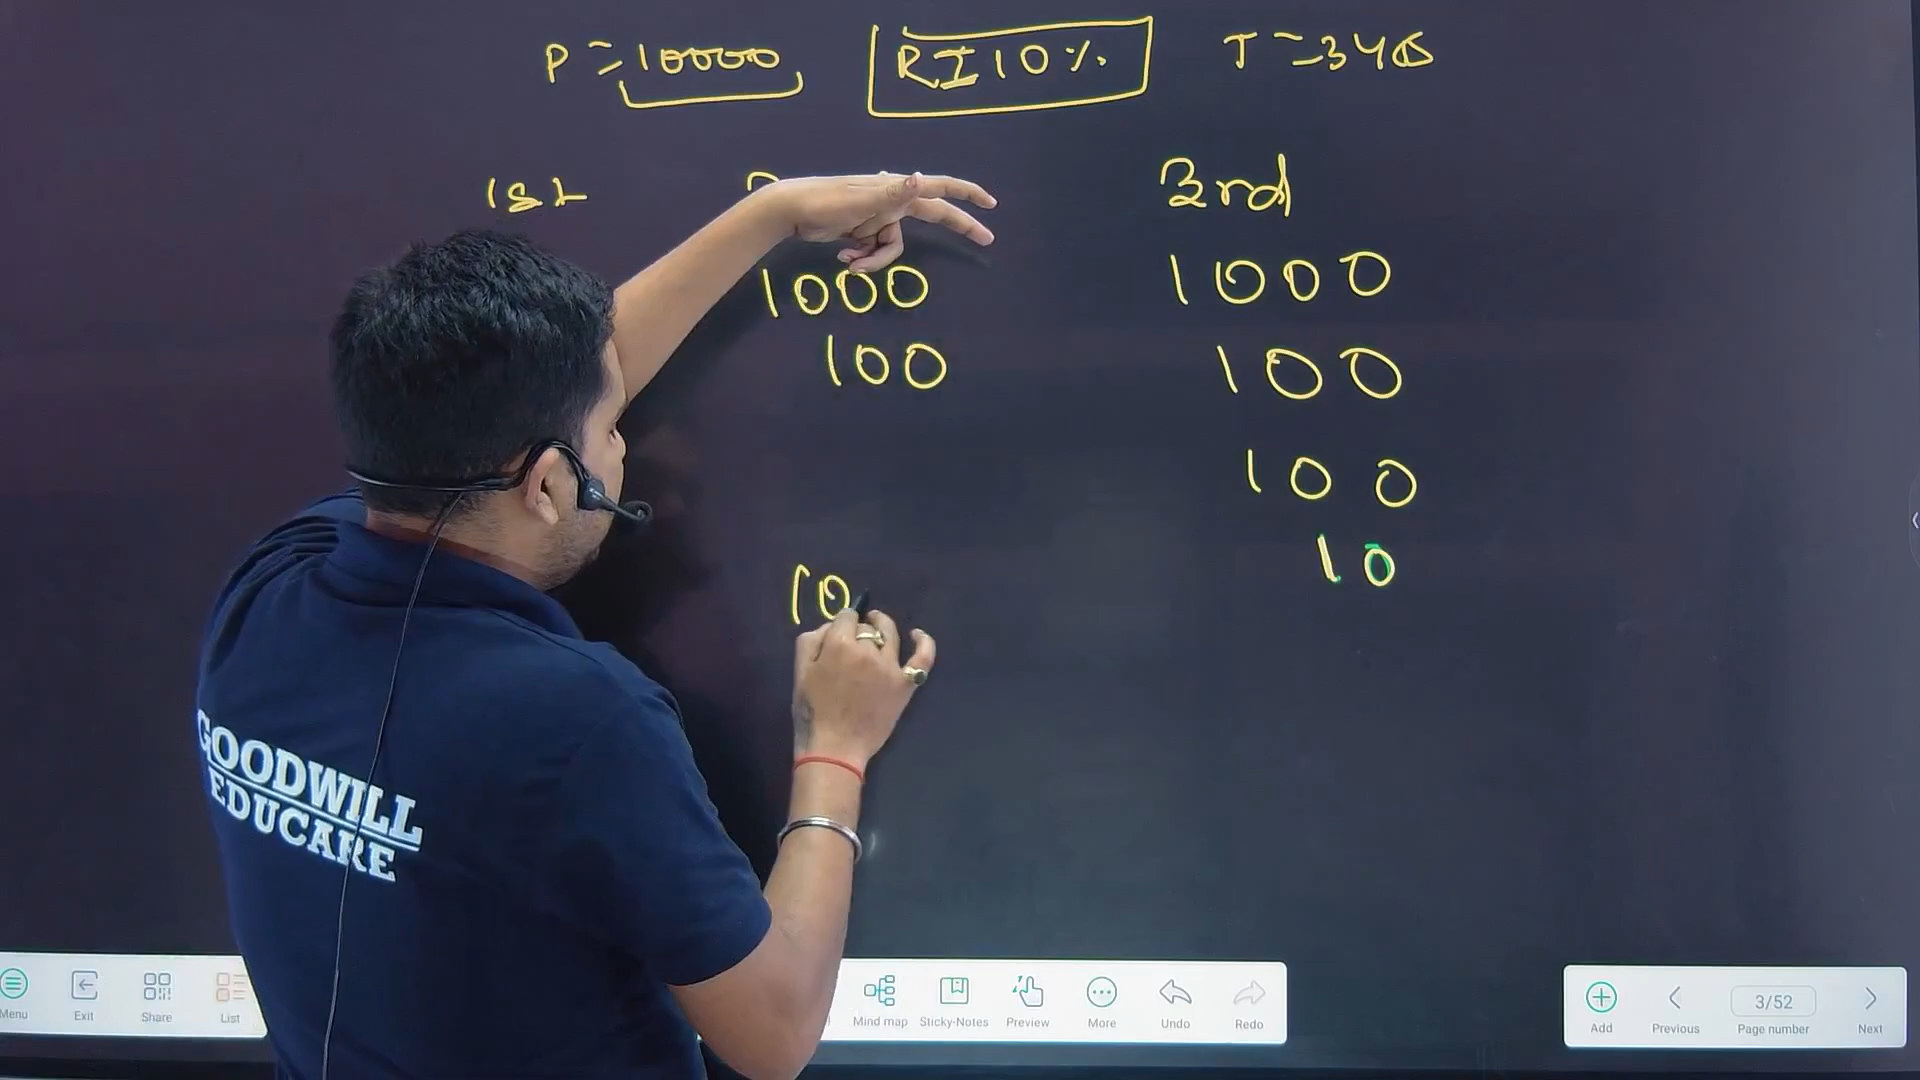 P = 10000 RI 10% T = 3 YRS
1st 3rd
1000 1000
100 100
100
10
10
GOODWILL
EDUCARE
Menu Exit Share List Mind map Sticky-Notes Preview More Undo Redo Add Previous 3/52 Page number Next